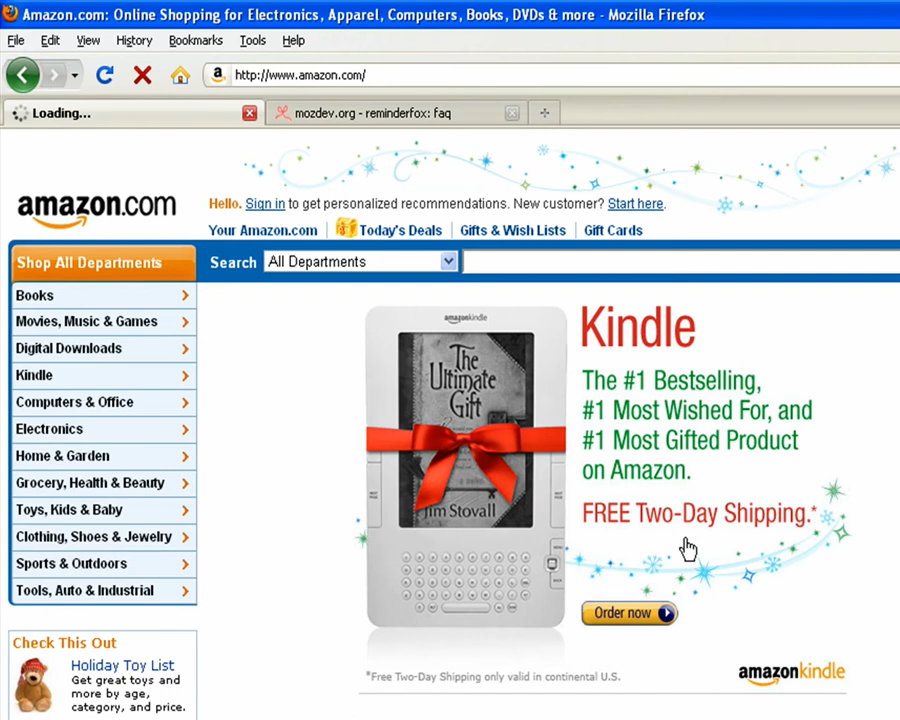 Amazon.com: Online Shopping for Electronics, Apparel, Computers, Books, DVDs & more - Mozilla Firefox
File Edit View History Bookmarks Tools Help
http://www.amazon.com/
Loading... mozdev.org - reminderfox: faq
amazon.com
Hello. Sign in to get personalized recommendations. New customer? Start here.
Your Amazon.com Today's Deals Gifts & Wish Lists Gift Cards
Shop All Departments Search All Departments
Books
Movies, Music & Games
Digital Downloads
Kindle
Computers & Office
Electronics
Home & Garden
Grocery, Health & Beauty
Toys, Kids & Baby
Clothing, Shoes & Jewelry
Sports & Outdoors
Tools, Auto & Industrial
Check This Out
Holiday Toy List
Get great toys and
more by age,
category, and price.
amazonkindle
The
Ultimate
Gift
Jim Stovall
Kindle
The #1 Bestselling,
#1 Most Wished For, and
#1 Most Gifted Product
on Amazon.
FREE Two-Day Shipping.*
Order now
*Free Two-Day Shipping only valid in continental U.S.
amazonkindle